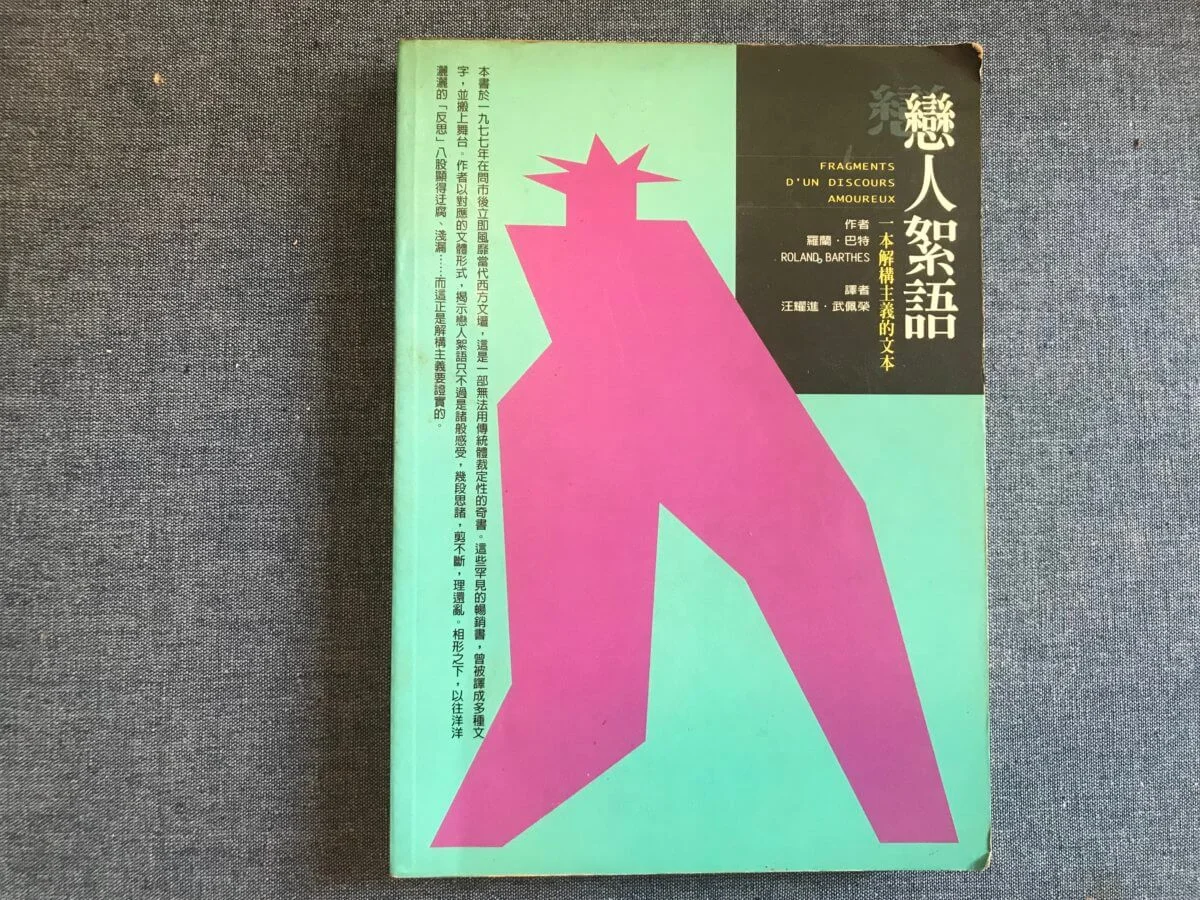 戀人絮語
一本解構主義的文本
FRAGMENTS
D'UN DISCOURS
AMOUREUX
作者
羅蘭·巴特
ROLAND BARTHES
譯者
汪耀進·武佩榮
本書於一九七七年在問市後立即風靡當代西方文壇，這是一部無法用傳統體裁定性的奇書。這些罕見的暢銷書，曾被譯成多種文
字，並搬上舞台。作者以對應的文體形式，揭示戀人絮語只不過是諸般感受，幾段思諸，剪不斷，理還亂。相形之下，以往洋洋
灑灑的「反思」八股顯得迂腐、淺漏……而這正是解構主義要證實的。